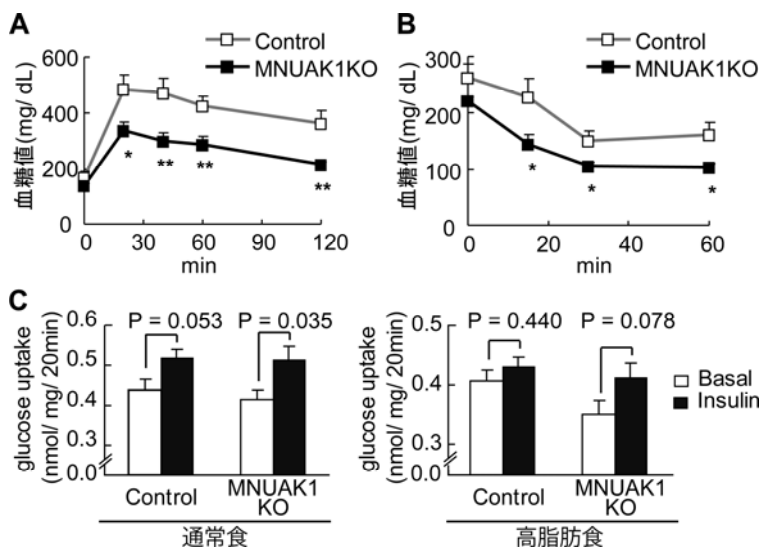 A
Control
MNUAK1KO
血糖値(mg/ dL)
600
400
200
0
*
**
**
**
0
30
60
90
120
min
B
Control
MNUAK1KO
血糖値(mg/ dL)
300
200
100
0
*
*
*
0
20
40
60
min
C
glucose uptake
(nmol/ mg/ 20min)
0.6
0.5
0.4
0.0
P = 0.053
P = 0.035
Control
MNUAK1
KO
通常食
glucose uptake
(nmol/ mg/ 20min)
0.5
0.4
0.3
0.0
P = 0.440
P = 0.078
Basal
Insulin
Control
MNUAK1
KO
高脂肪食